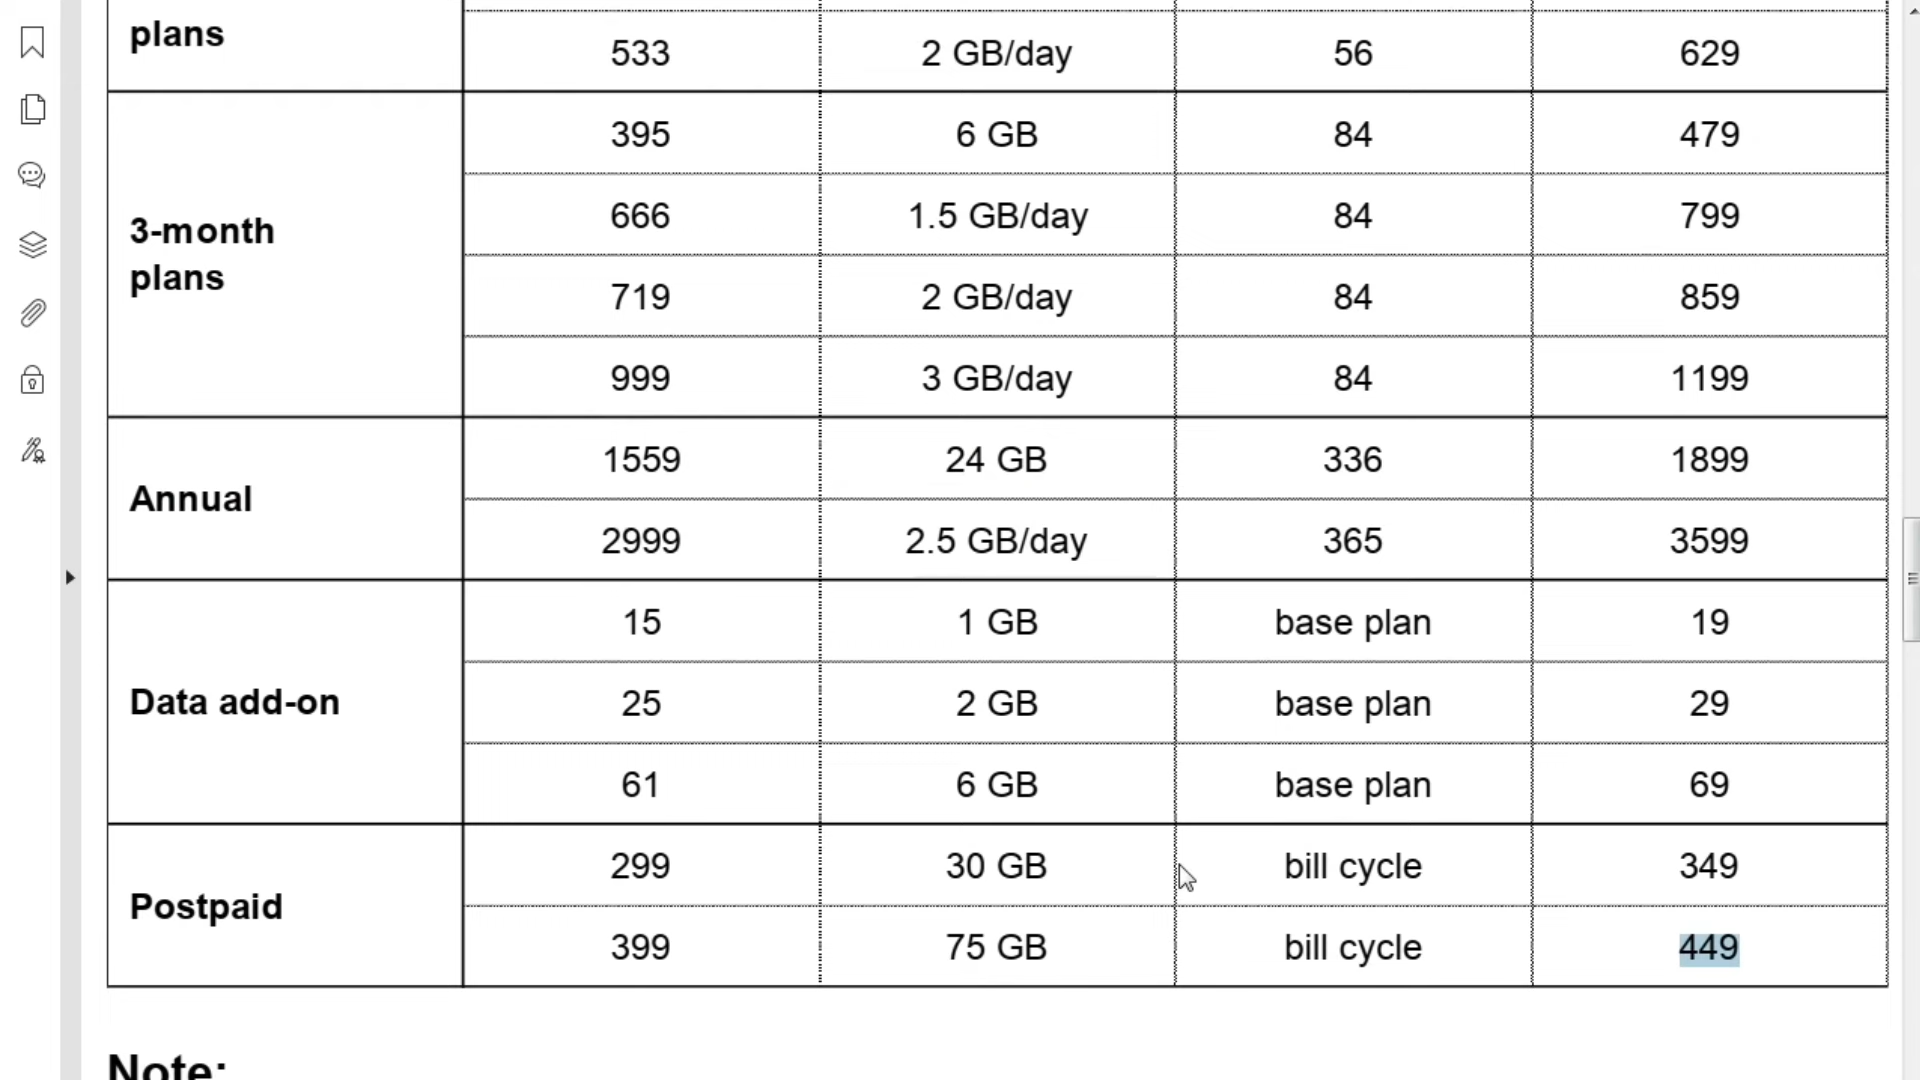 plans
533 2 GB/day 56 629
395 6 GB 84 479
666 1.5 GB/day 84 799
3-month
plans
719 2 GB/day 84 859
999 3 GB/day 84 1199
Annual
1559 24 GB 336 1899
2999 2.5 GB/day 365 3599
15 1 GB base plan 19
Data add-on
25 2 GB base plan 29
61 6 GB base plan 69
Postpaid
299 30 GB bill cycle 349
399 75 GB bill cycle 449
Note: